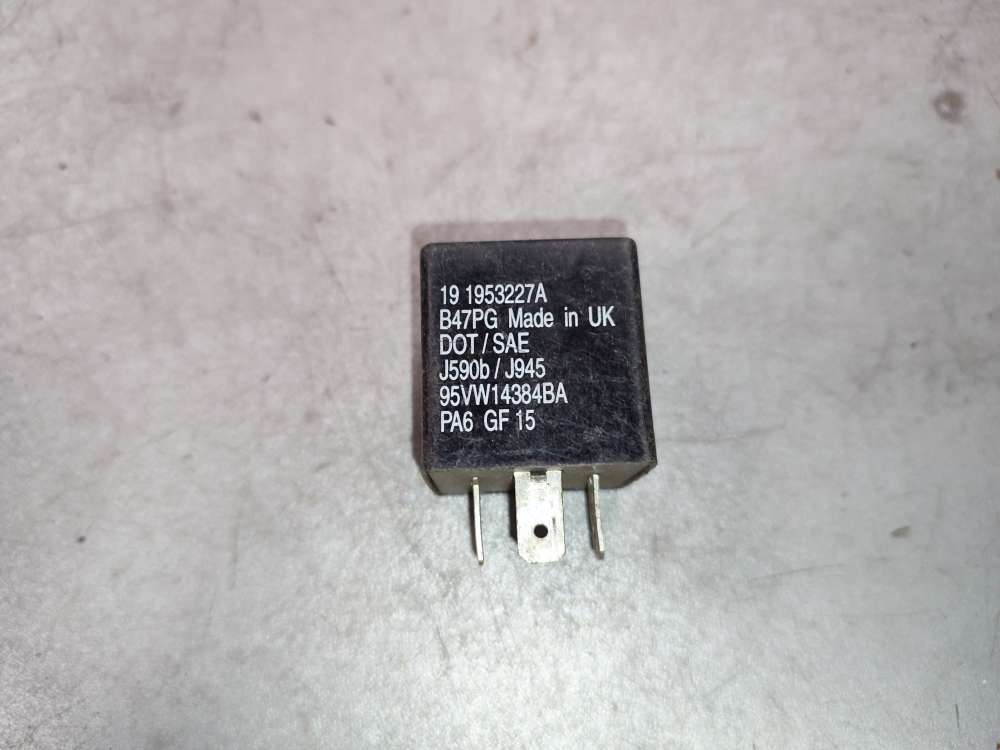 19 1953227A
B47PG Made in UK
DOT / SAE
J590b / J945
95VW14384BA
PA6 GF 15